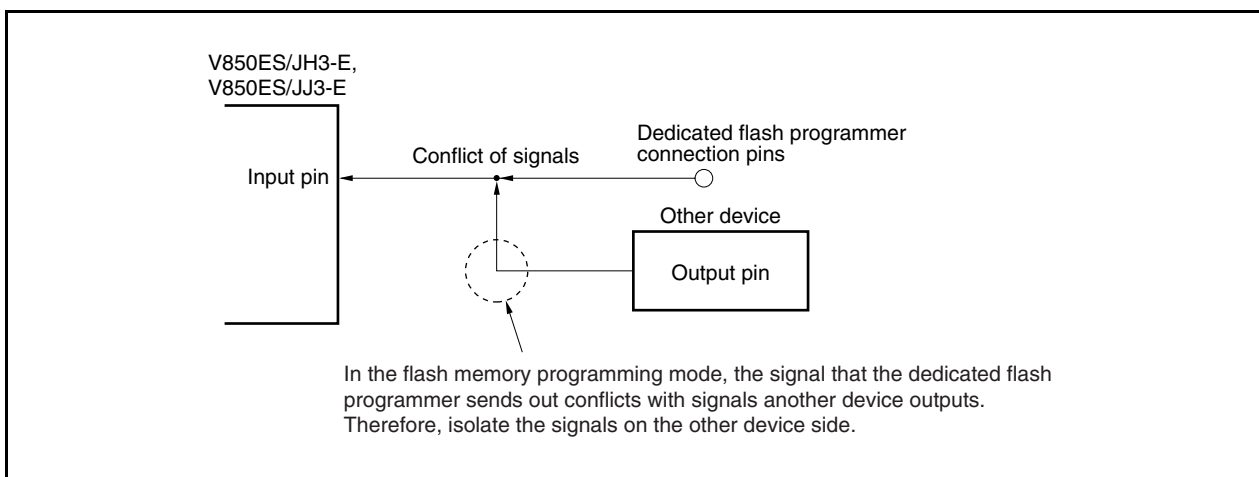 V850ES/JH3-E,
V850ES/JJ3-E
Input pin
Conflict of signals
Dedicated flash programmer
connection pins
Other device
Output pin
In the flash memory programming mode, the signal that the dedicated flash
programmer sends out conflicts with signals another device outputs.
Therefore, isolate the signals on the other device side.